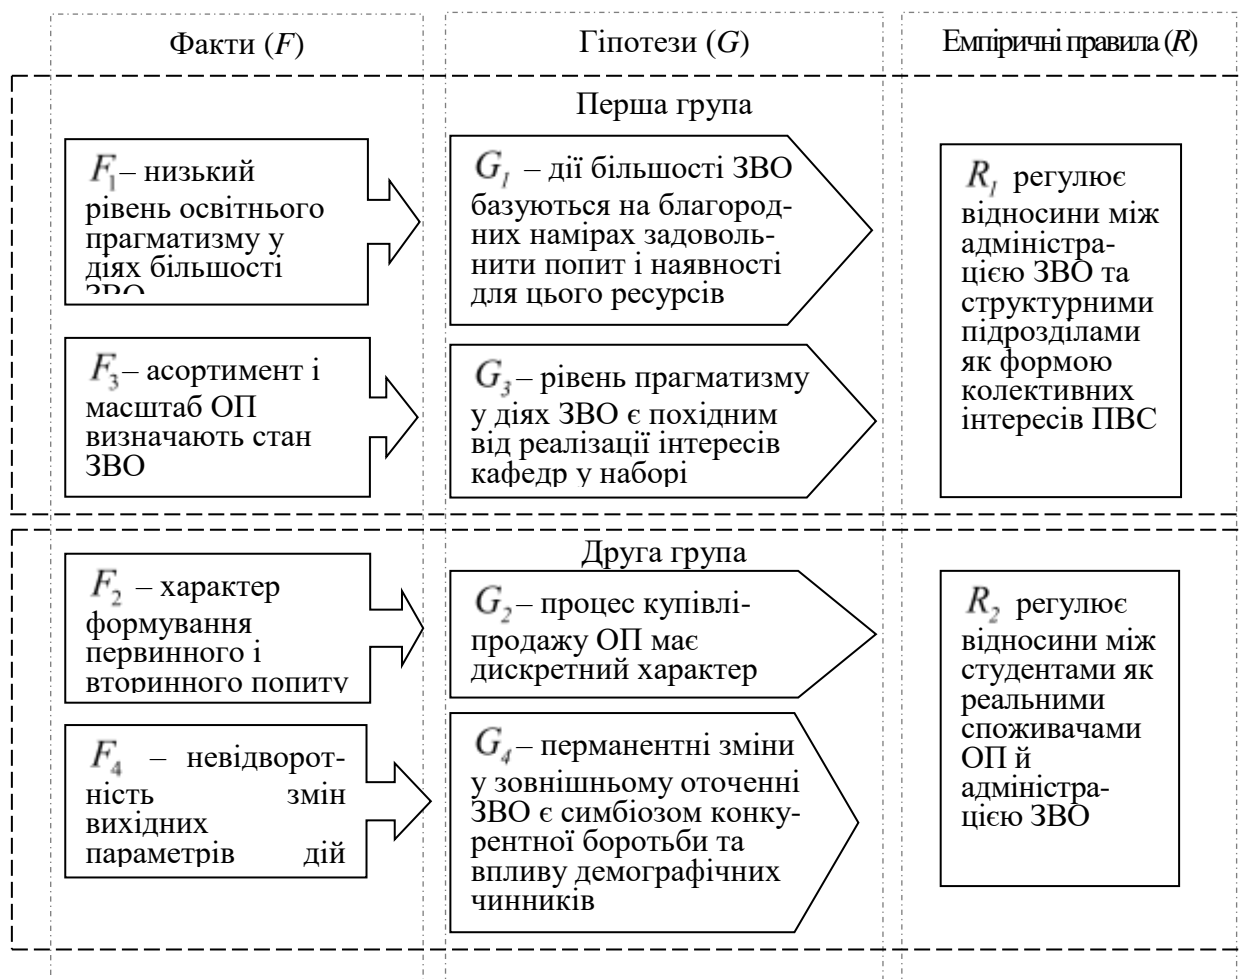 Факти (F)
Гіпотези (G)
Емпіричні правила (R)
Перша група
F₁ – низький
рівень освітнього
прагматизму у
діях більшості
ЗВО
G₁ – дії більшості ЗВО
базуються на благород-
них намірах задоволь-
нити попит і наявності
для цього ресурсів
R₁ регулює
відносини між
адміністра-
цією ЗВО та
структурними
підрозділами
як формою
колективних
інтересів ПВС
F₃ – асортимент і
масштаб ОП
визначають стан
ЗВО
G₃ – рівень прагматизму
у діях ЗВО є похідним
від реалізації інтересів
кафедр у наборі
Друга група
F₂ – характер
формування
первинного і
вторинного попиту
G₂ – процес купівлі-
продажу ОП має
дискретний характер
R₂ регулює
відносини між
студентами як
реальними
споживачами
ОП й
адміністра-
цією ЗВО
F₄ – невідворот-
ність змін
вихідних
параметрів дій
G₄ – перманентні зміни
у зовнішньому оточенні
ЗВО є симбіозом конку-
рентної боротьби та
впливу демографічних
чинників